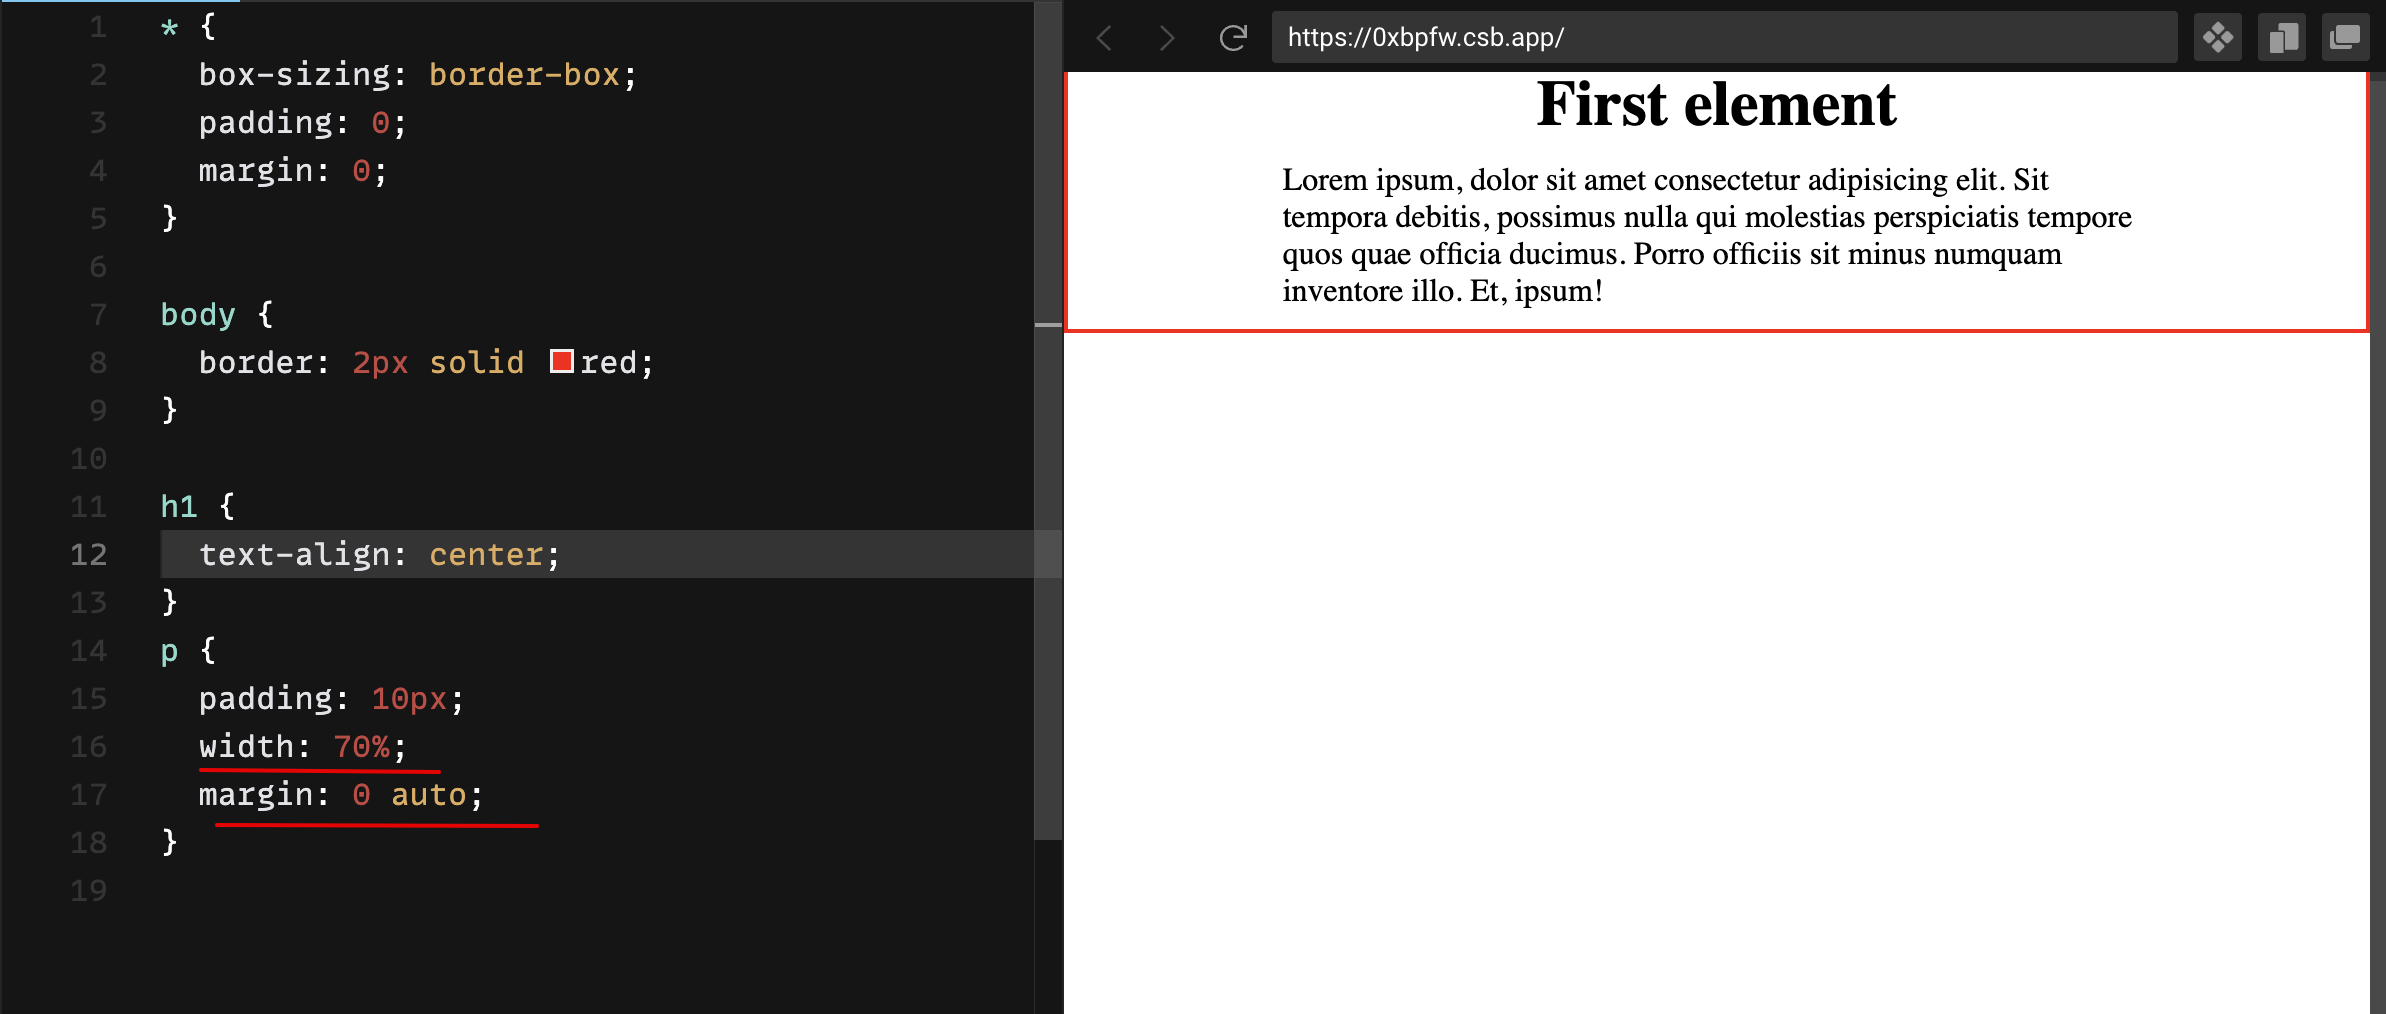 1 * {
2 box-sizing: border-box;
3 padding: 0;
4 margin: 0;
5 }
6
7 body {
8 border: 2px solid red;
9 }
10
11 h1 {
12 text-align: center;
13 }
14 p {
15 padding: 10px;
16 width: 70%;
17 margin: 0 auto;
18 }
19
https://0xbpfw.csb.app/
First element
Lorem ipsum, dolor sit amet consectetur adipisicing elit. Sit
tempora debitis, possimus nulla qui molestias perspiciatis tempore
quos quae officia ducimus. Porro officiis sit minus numquam
inventore illo. Et, ipsum!